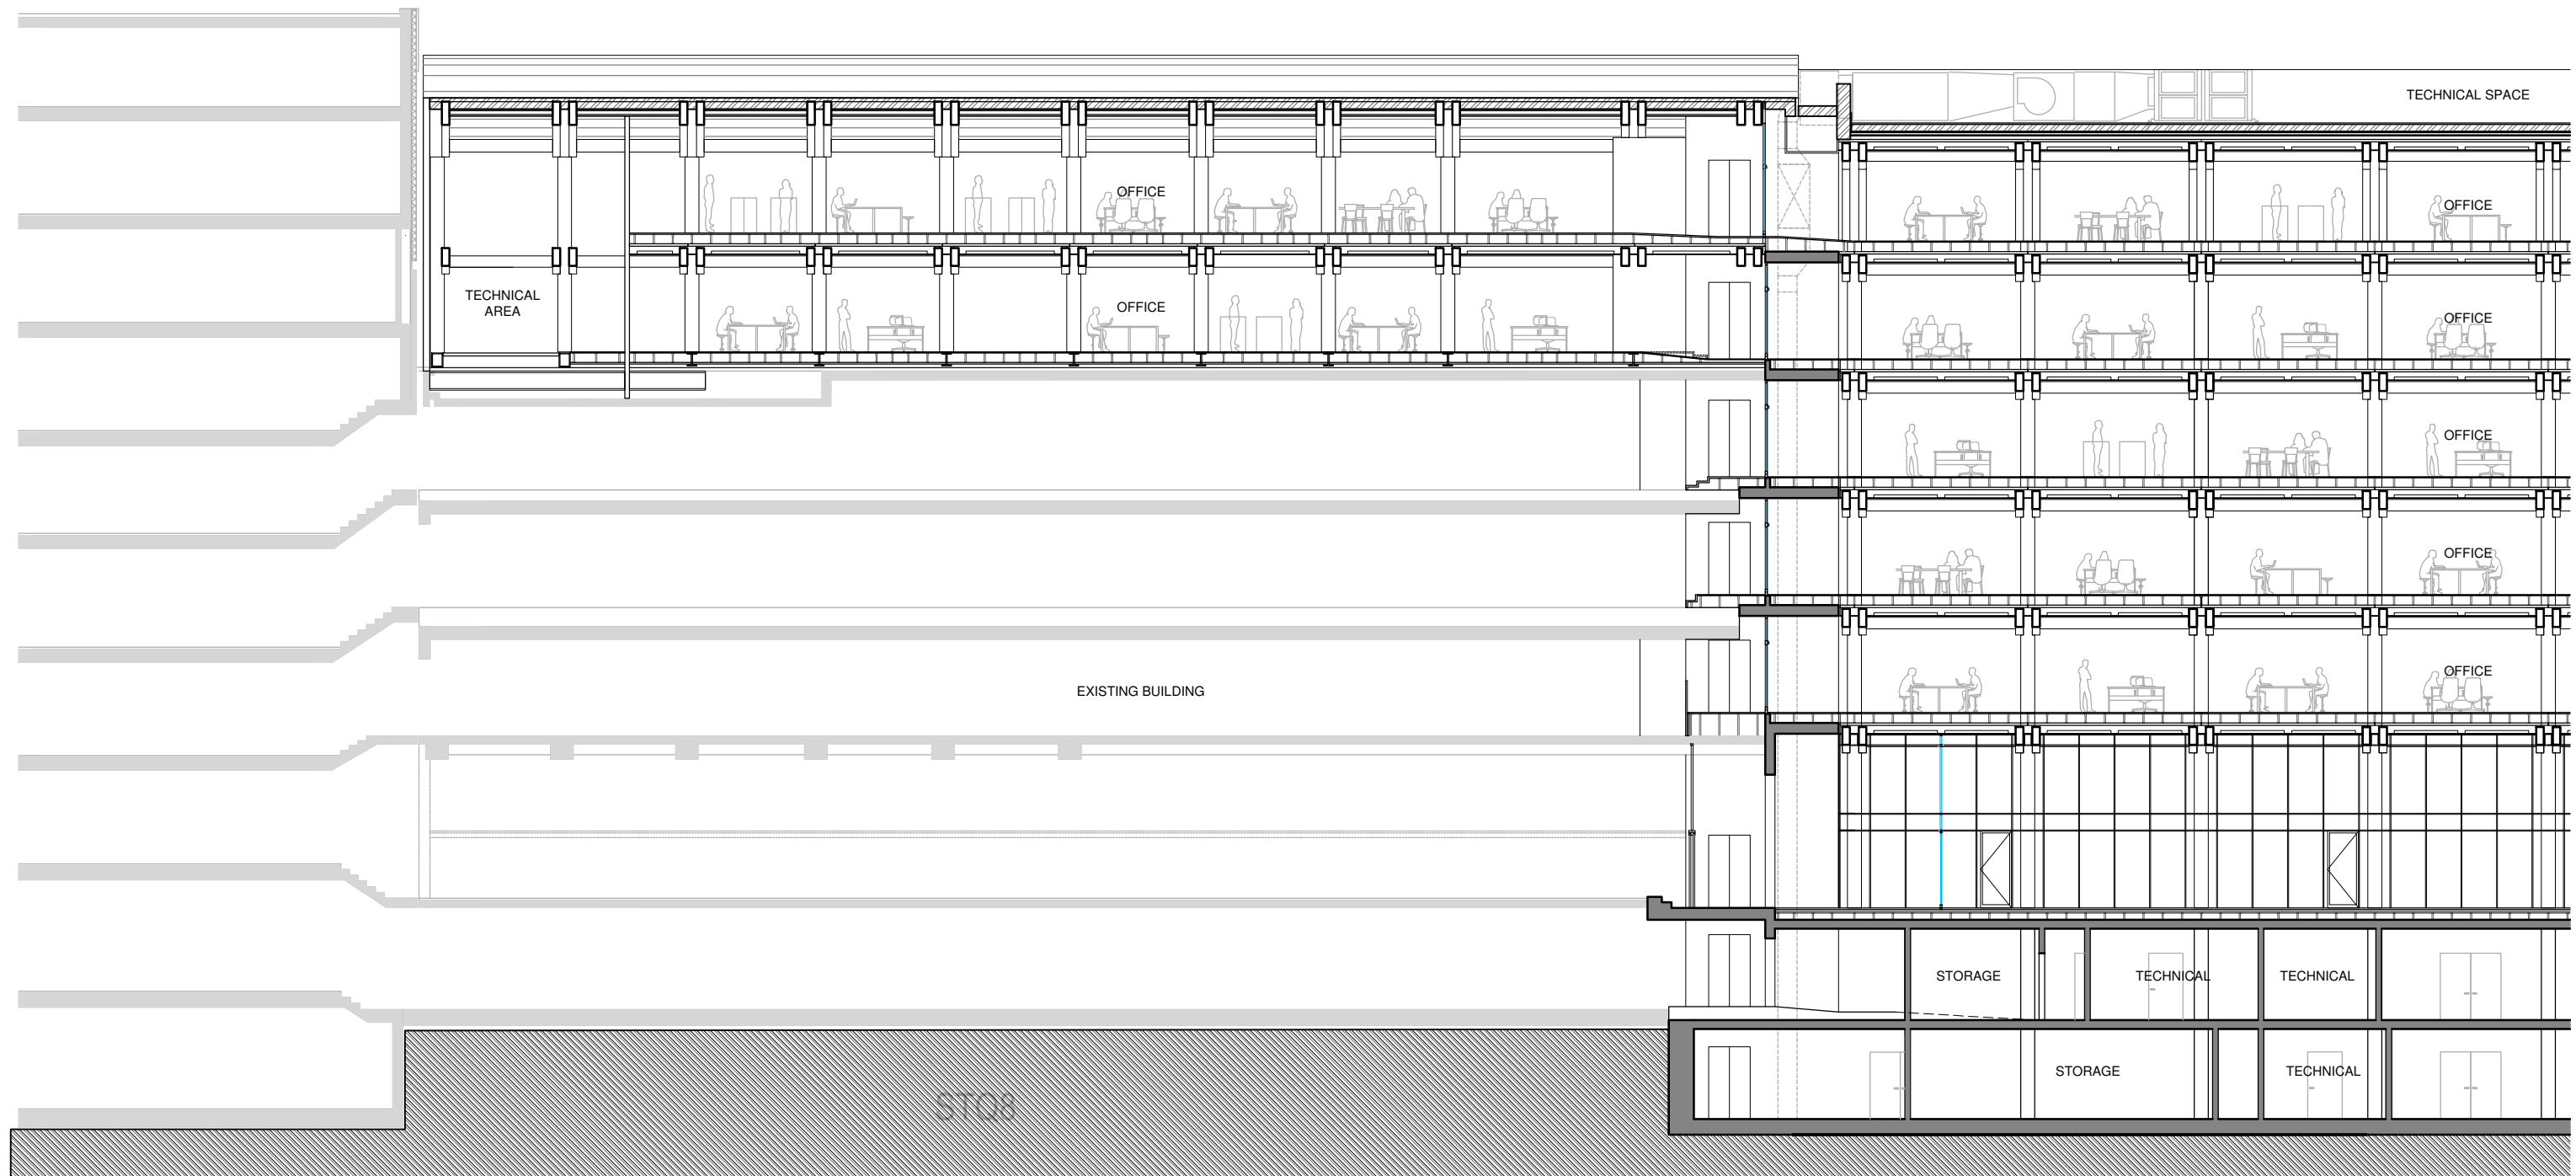 TECHNICAL SPACE
OFFICE
OFFICE
TECHNICAL
AREA
OFFICE
OFFICE
OFFICE
OFFICE
OFFICE
EXISTING BUILDING
STORAGE
TECHNICAL
TECHNICAL
STORAGE
TECHNICAL
STQ8